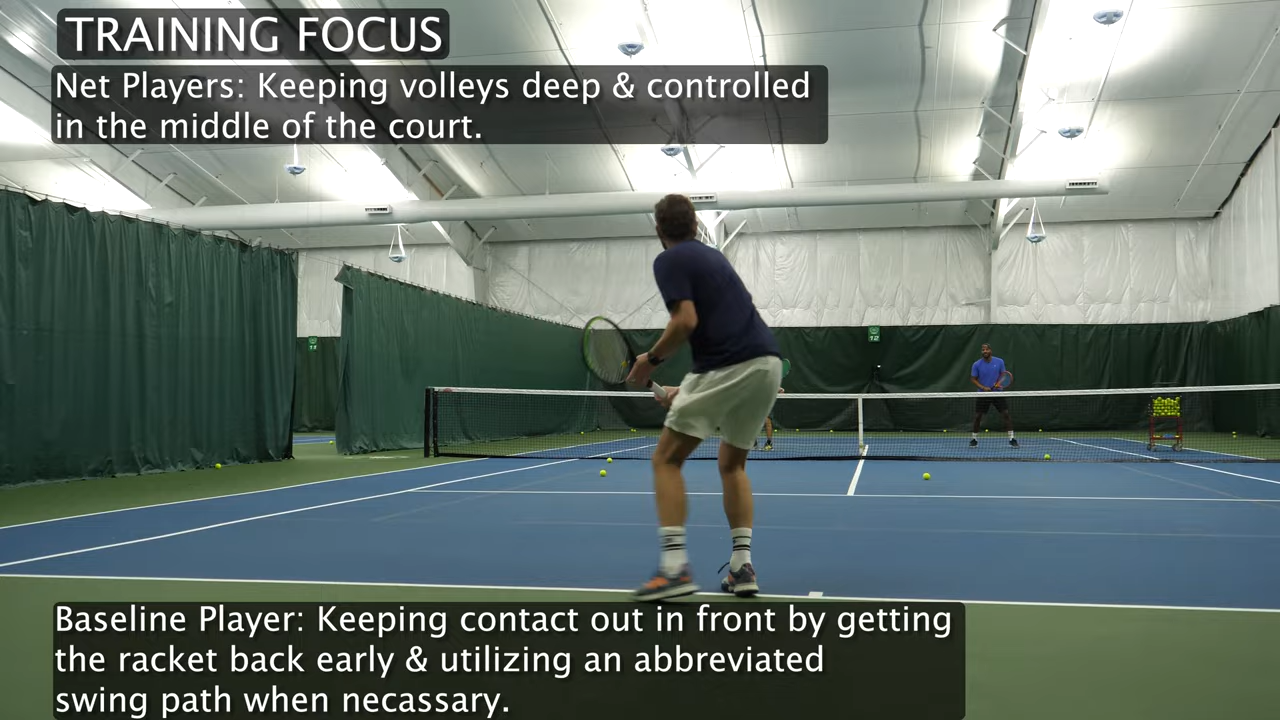 TRAINING FOCUS
Net Players: Keeping volleys deep & controlled
in the middle of the court.
12
Baseline Player: Keeping contact out in front by getting
the racket back early & utilizing an abbreviated
swing path when necassary.